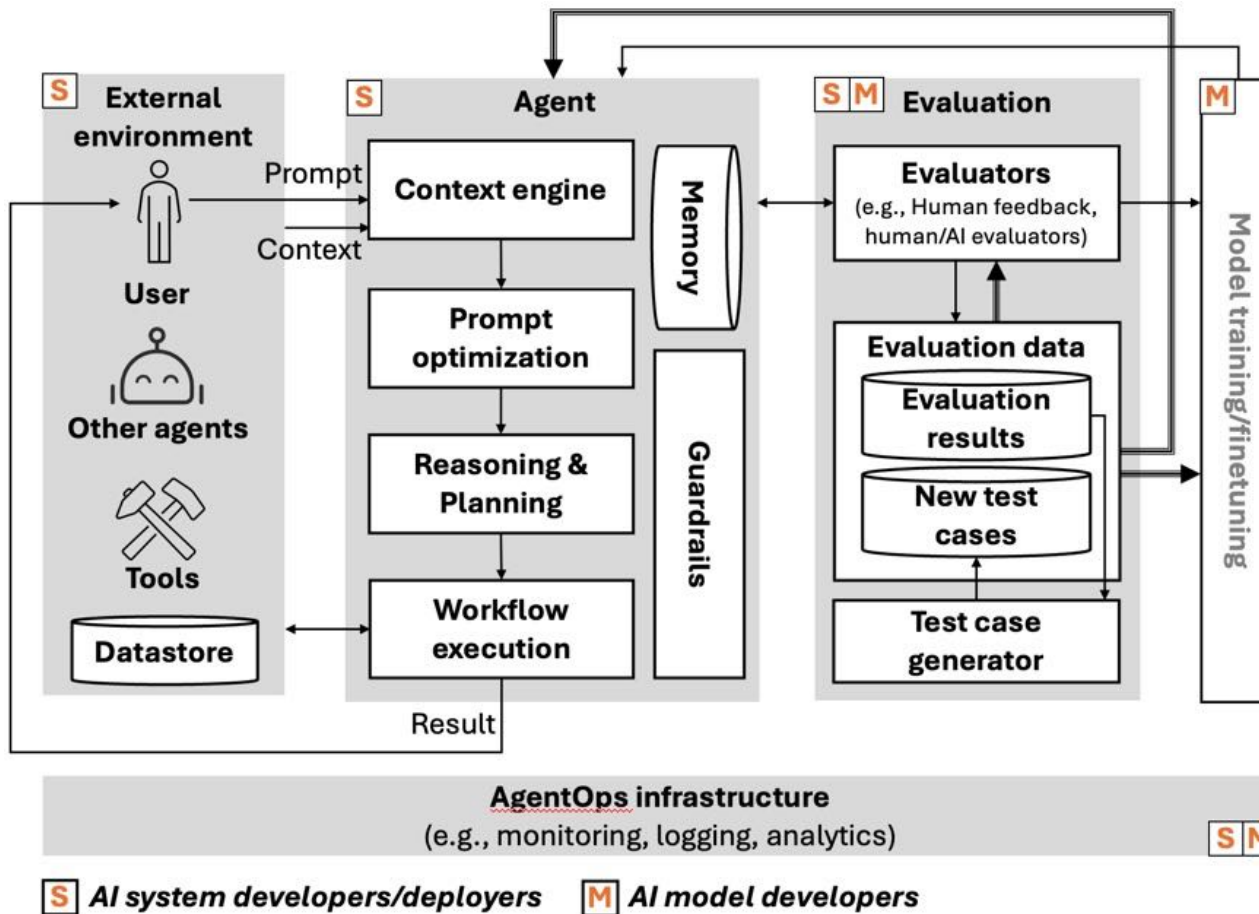 S
External
environment
Prompt
Context
User
Other agents
Tools
Datastore
S
Agent
Context engine
Prompt
optimization
Reasoning &
Planning
Workflow
execution
Result
Memory
Guardrails
S M
Evaluation
Evaluators
(e.g., Human feedback,
human/AI evaluators)
Evaluation data
Evaluation
results
New test
cases
Test case
generator
M
Model training/finetuning
AgentOps infrastructure
(e.g., monitoring, logging, analytics)
S
S AI system developers/deployers
M AI model developers